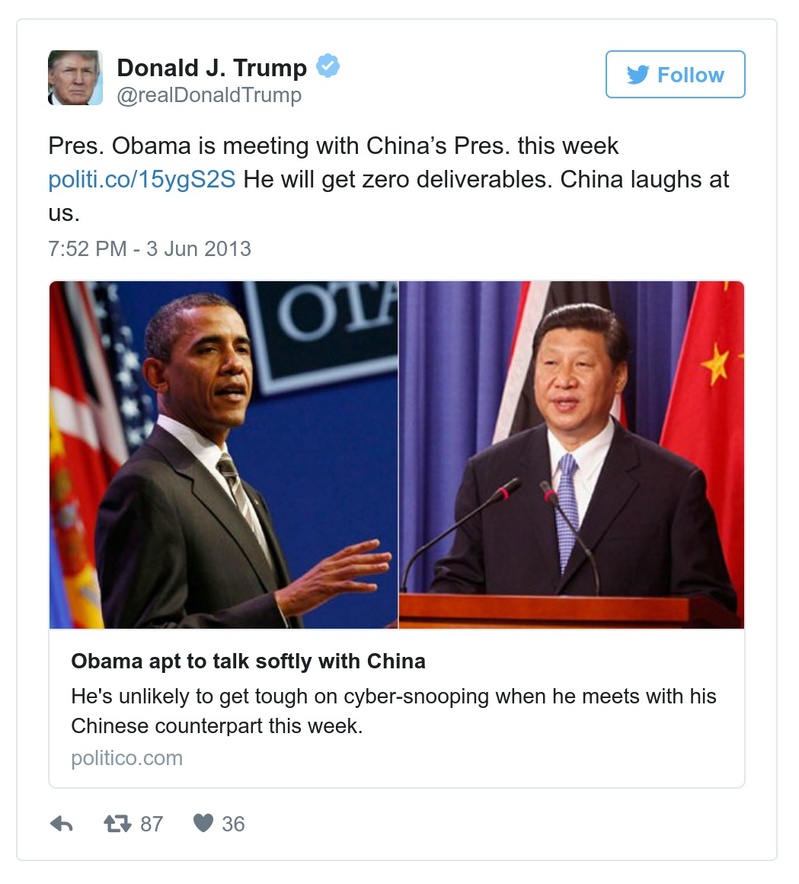 Donald J. Trump
@realDonaldTrump
Follow
Pres. Obama is meeting with China’s Pres. this week
politi.co/15ygS2S He will get zero deliverables. China laughs at
us.
7:52 PM - 3 Jun 2013
OTA
Obama apt to talk softly with China
He's unlikely to get tough on cyber-snooping when he meets with his
Chinese counterpart this week.
politico.com
87
36